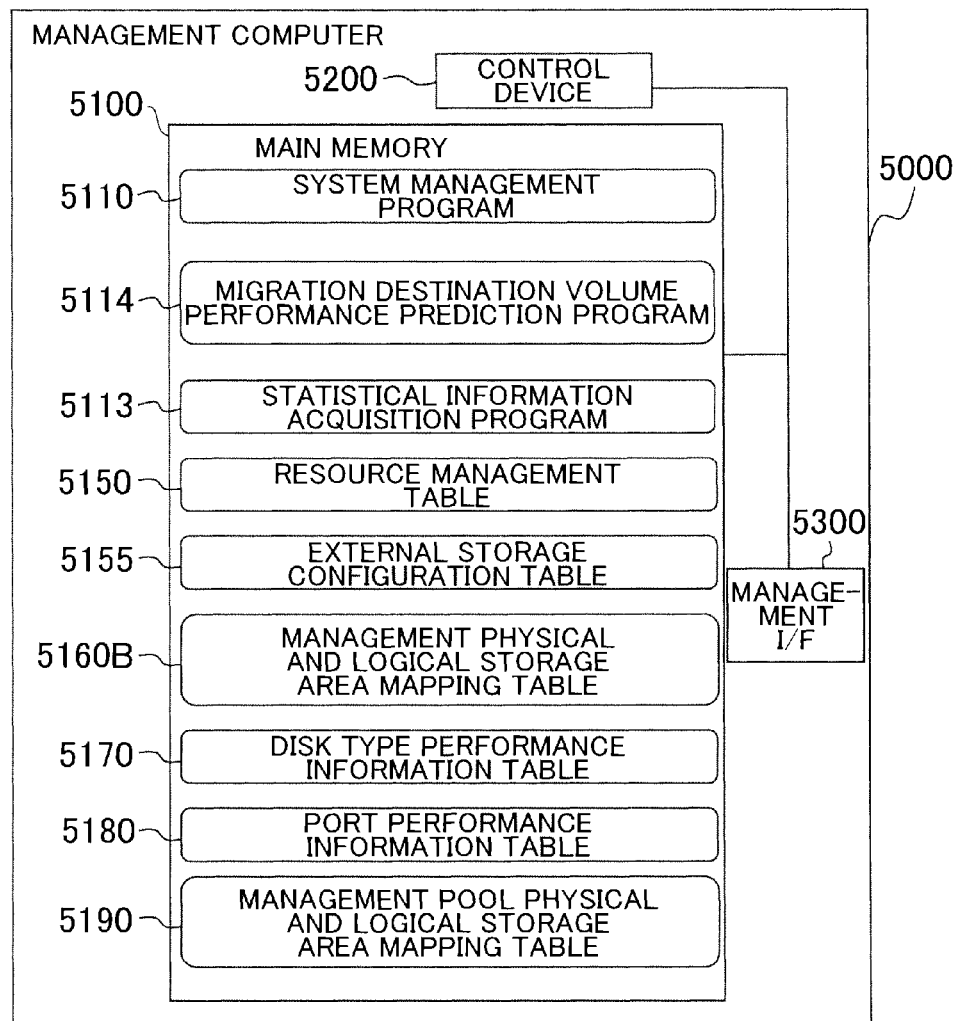 MANAGEMENT COMPUTER
5200
CONTROL
DEVICE
5100
MAIN MEMORY
5000
5110
SYSTEM MANAGEMENT
PROGRAM
5114
MIGRATION DESTINATION VOLUME
PERFORMANCE PREDICTION PROGRAM
5113
STATISTICAL INFORMATION
ACQUISITION PROGRAM
5150
RESOURCE MANAGEMENT
TABLE
5300
5155
EXTERNAL STORAGE
CONFIGURATION TABLE
MANAGE-
MENT
I/F
5160B
MANAGEMENT PHYSICAL
AND LOGICAL STORAGE
AREA MAPPING TABLE
5170
DISK TYPE PERFORMANCE
INFORMATION TABLE
5180
PORT PERFORMANCE
INFORMATION TABLE
5190
MANAGEMENT POOL PHYSICAL
AND LOGICAL STORAGE
AREA MAPPING TABLE